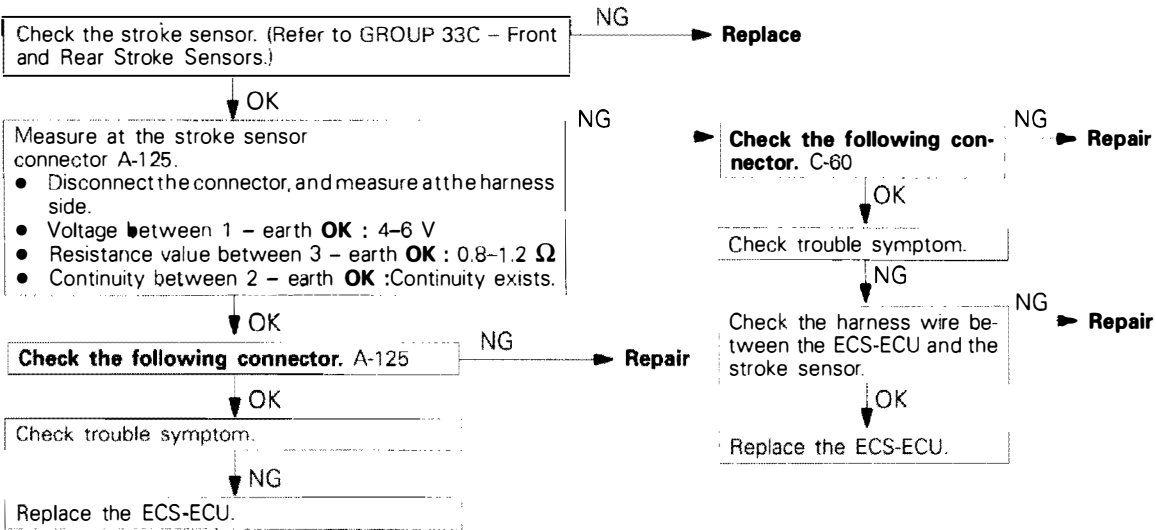 Check the stroke sensor. (Refer to GROUP 33C – Front
and Rear Stroke Sensors.)
NG
Replace
OK
Measure at the stroke sensor
connector A-125.
● Disconnect the connector, and measure at the harness
side.
● Voltage between 1 – earth OK : 4–6 V
● Resistance value between 3 – earth OK : 0.8–1.2 Ω
● Continuity between 2 – earth OK :Continuity exists.
NG
Check the following con-
nector. C-60
NG
Repair
OK
Check trouble symptom.
NG
Check the harness wire be-
tween the ECS-ECU and the
stroke sensor.
NG
Repair
OK
Replace the ECS-ECU.
OK
Check the following connector. A-125
NG
Repair
OK
Check trouble symptom.
NG
Replace the ECS-ECU.